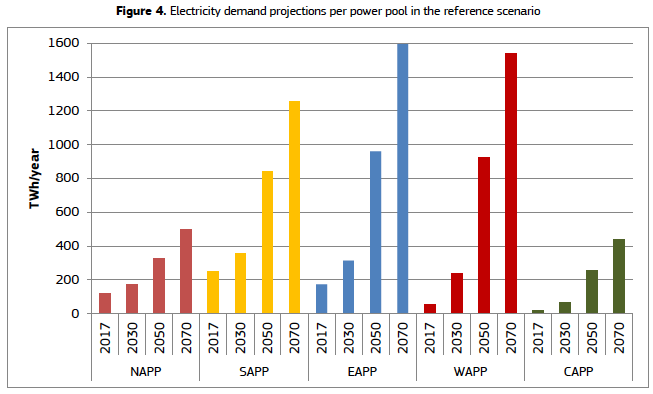 Figure 4. Electricity demand projections per power pool in the reference scenario
1600
1400
1200
1000
800
600
400
200
0
TWh/year
2017 2030 2050 2070 2017 2030 2050 2070 2017 2030 2050 2070 2017 2030 2050 2070 2017 2030 2050 2070
NAPP SAPP EAPP WAPP CAPP